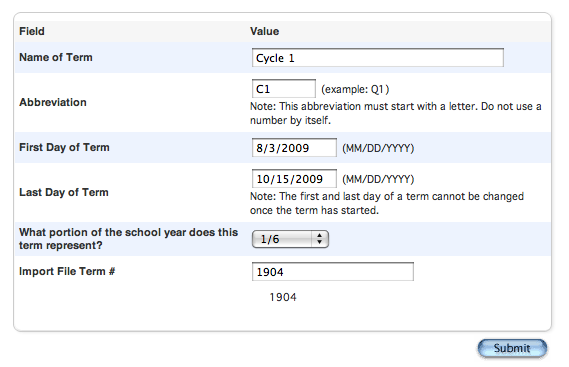 Field Value
Name of Term Cycle 1
Abbreviation C1 (example: Q1)
Note: This abbreviation must start with a letter. Do not use a
number by itself.
First Day of Term 8/3/2009 (MM/DD/YYYY)
Last Day of Term 10/15/2009 (MM/DD/YYYY)
Note: The first and last day of a term cannot be changed
once the term has started.
What portion of the school year does this
term represent? 1/6
Import File Term # 1904
1904
Submit